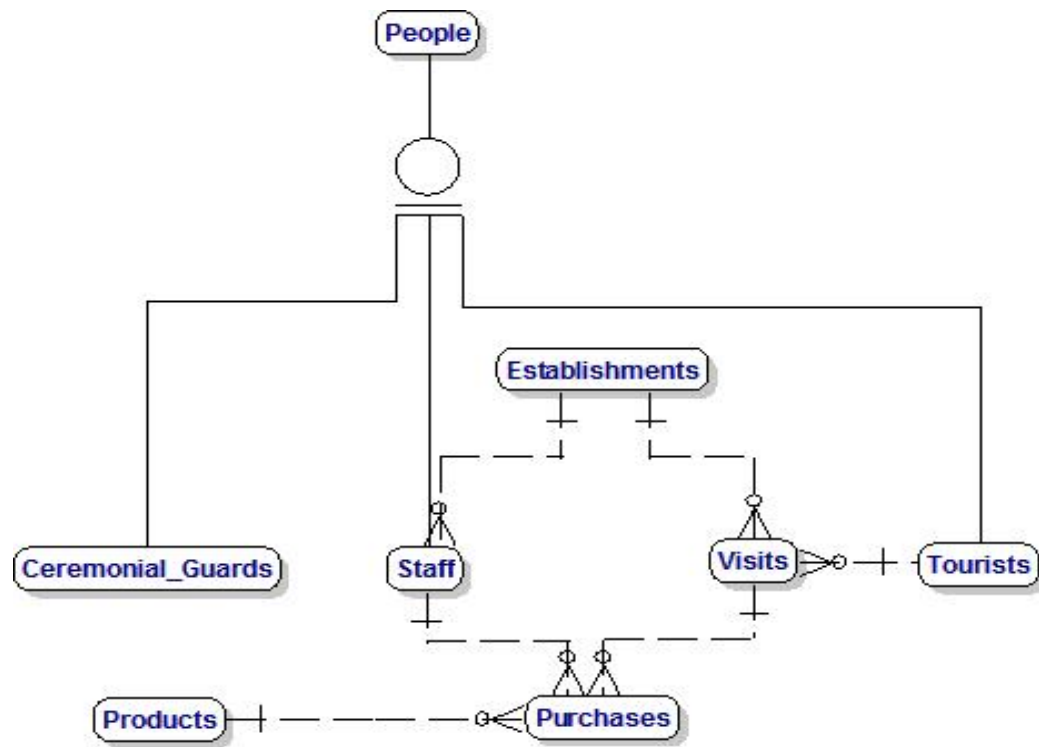 People
Establishments
Ceremonial_Guards
Staff
Visits
Tourists
Products
Purchases